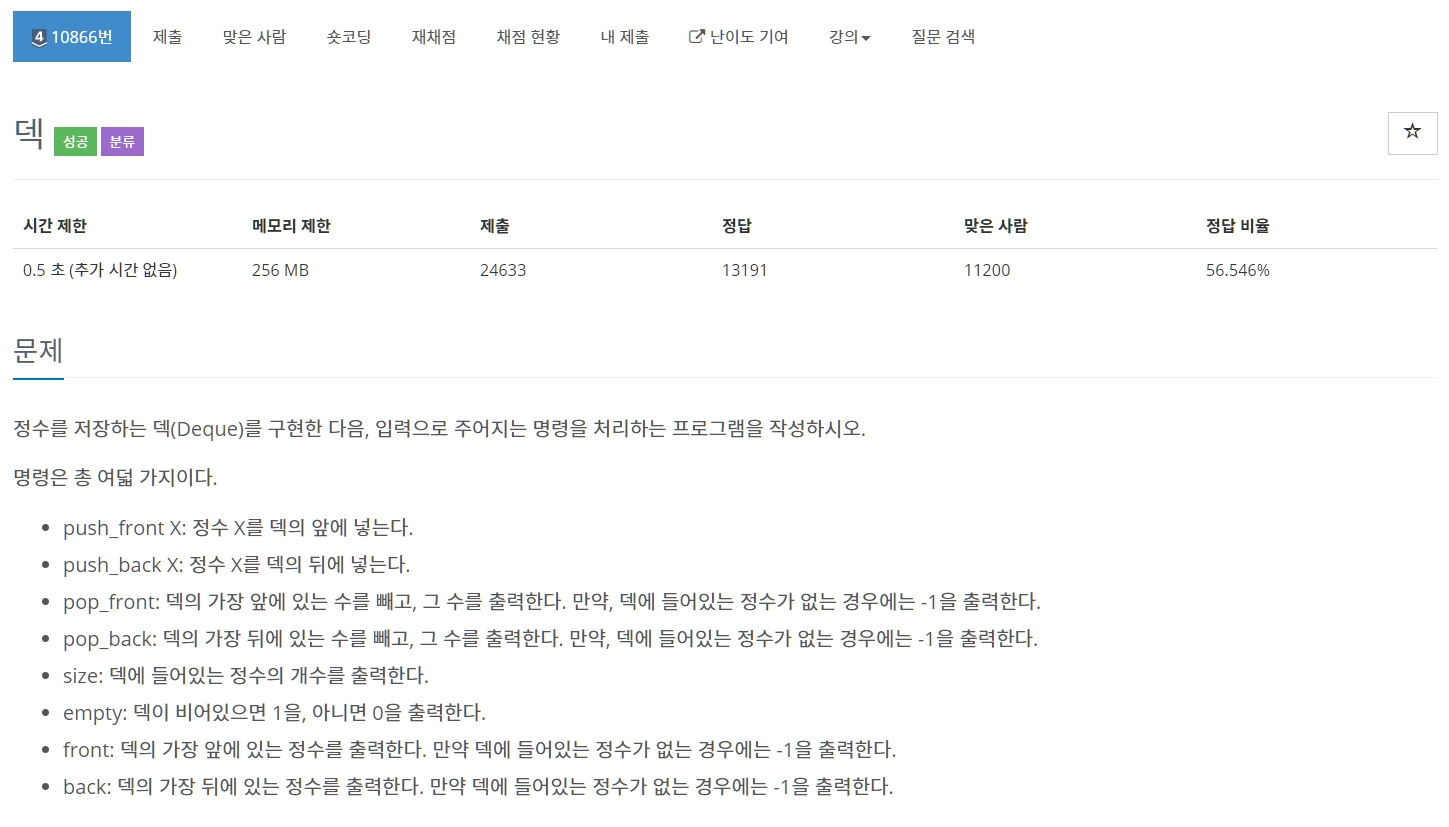 4 10866번 제출 맞은 사람 숏코딩 재채점 채점 현황 내 제출 난이도 기여 강의 질문 검색
덱 성공 분류
시간 제한 메모리 제한 제출 정답 맞은 사람 정답 비율
0.5 초 (추가 시간 없음) 256 MB 24633 13191 11200 56.546%
문제
정수를 저장하는 덱(Deque)를 구현한 다음, 입력으로 주어지는 명령을 처리하는 프로그램을 작성하시오.
명령은 총 여덟 가지이다.
push_front X: 정수 X를 덱의 앞에 넣는다.
push_back X: 정수 X를 덱의 뒤에 넣는다.
pop_front: 덱의 가장 앞에 있는 수를 빼고, 그 수를 출력한다. 만약, 덱에 들어있는 정수가 없는 경우에는 -1을 출력한다.
pop_back: 덱의 가장 뒤에 있는 수를 빼고, 그 수를 출력한다. 만약, 덱에 들어있는 정수가 없는 경우에는 -1을 출력한다.
size: 덱에 들어있는 정수의 개수를 출력한다.
empty: 덱이 비어있으면 1을, 아니면 0을 출력한다.
front: 덱의 가장 앞에 있는 정수를 출력한다. 만약 덱에 들어있는 정수가 없는 경우에는 -1을 출력한다.
back: 덱의 가장 뒤에 있는 정수를 출력한다. 만약 덱에 들어있는 정수가 없는 경우에는 -1을 출력한다.